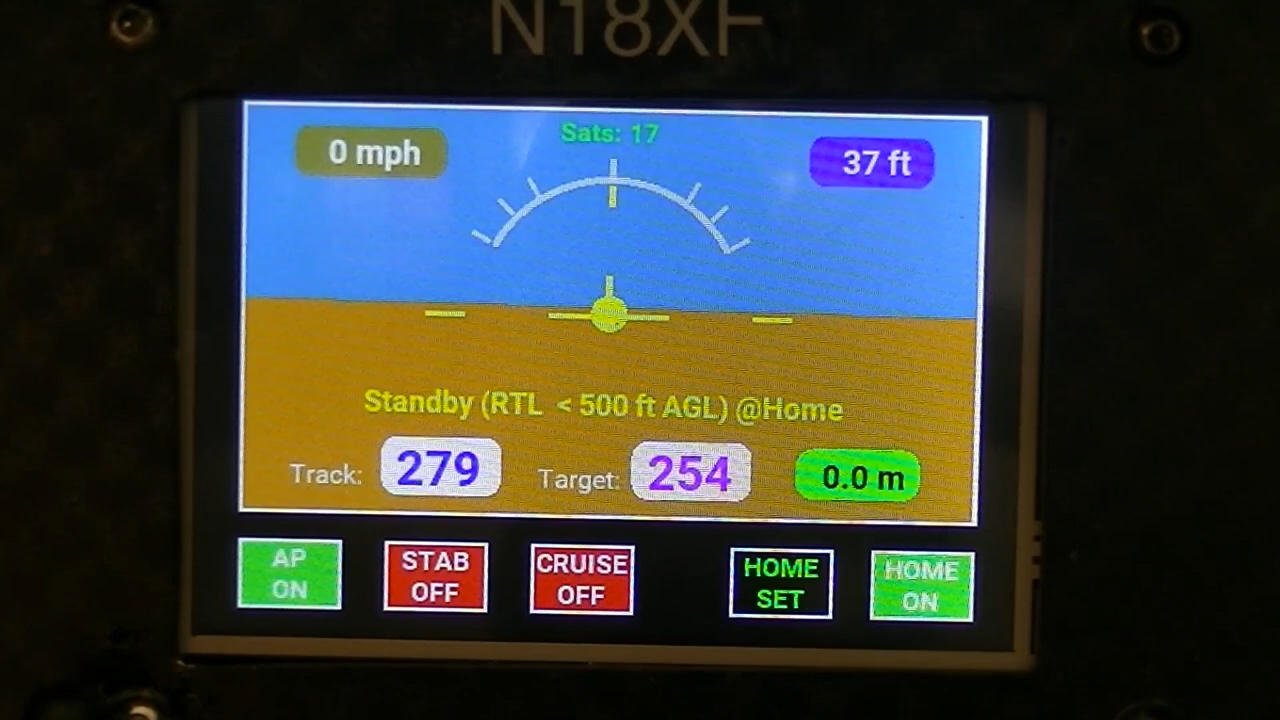 N18XF
Sats: 17
0 mph
37 ft
Standby (RTL < 500 ft AGL) @Home
Track: 279 Target: 254 0.0 m
AP
ON
STAB
OFF
CRUISE
OFF
HOME
SET
HOME
ON